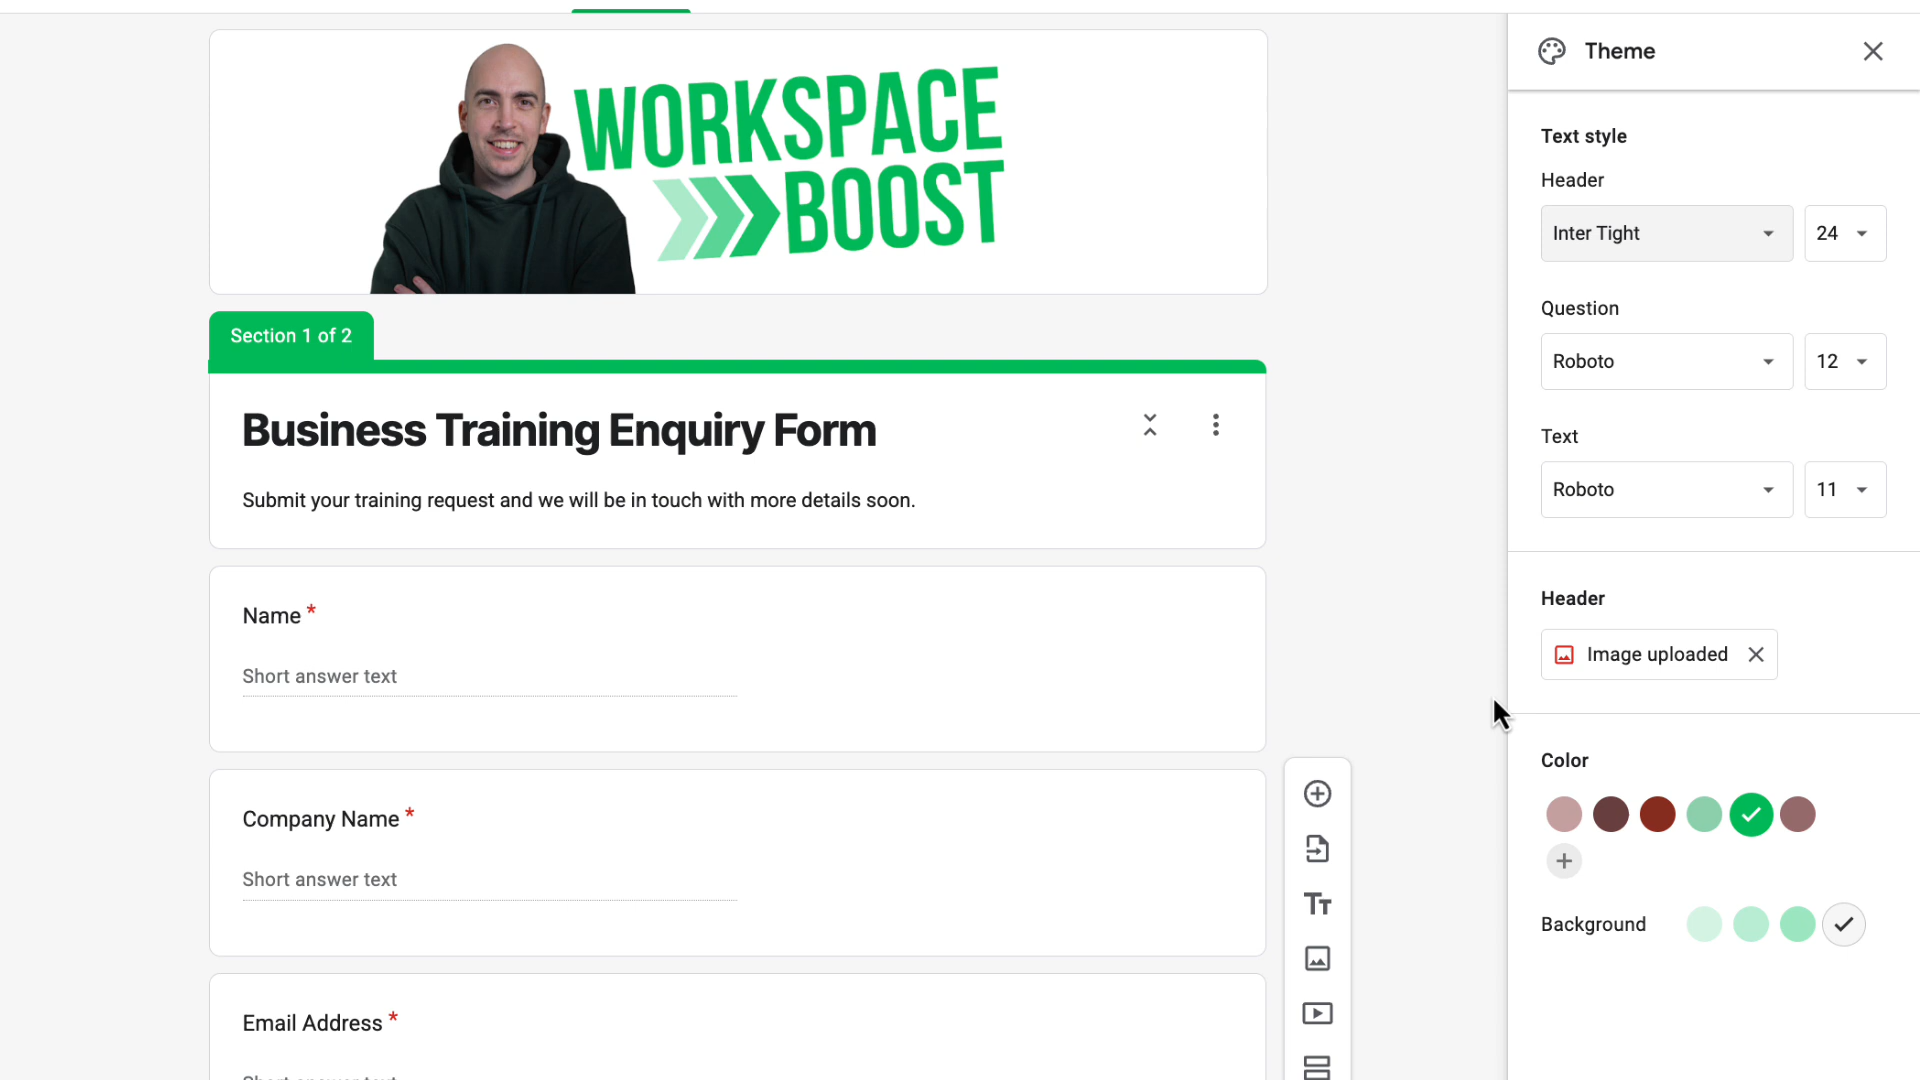 WORKSPACE
BOOST
Section 1 of 2
Business Training Enquiry Form
Submit your training request and we will be in touch with more details soon.
Name *
Short answer text
Company Name *
Short answer text
Email Address *
Theme
Text style
Header
Inter Tight
24
Question
Roboto
12
Text
Roboto
11
Header
Image uploaded
Color
Background